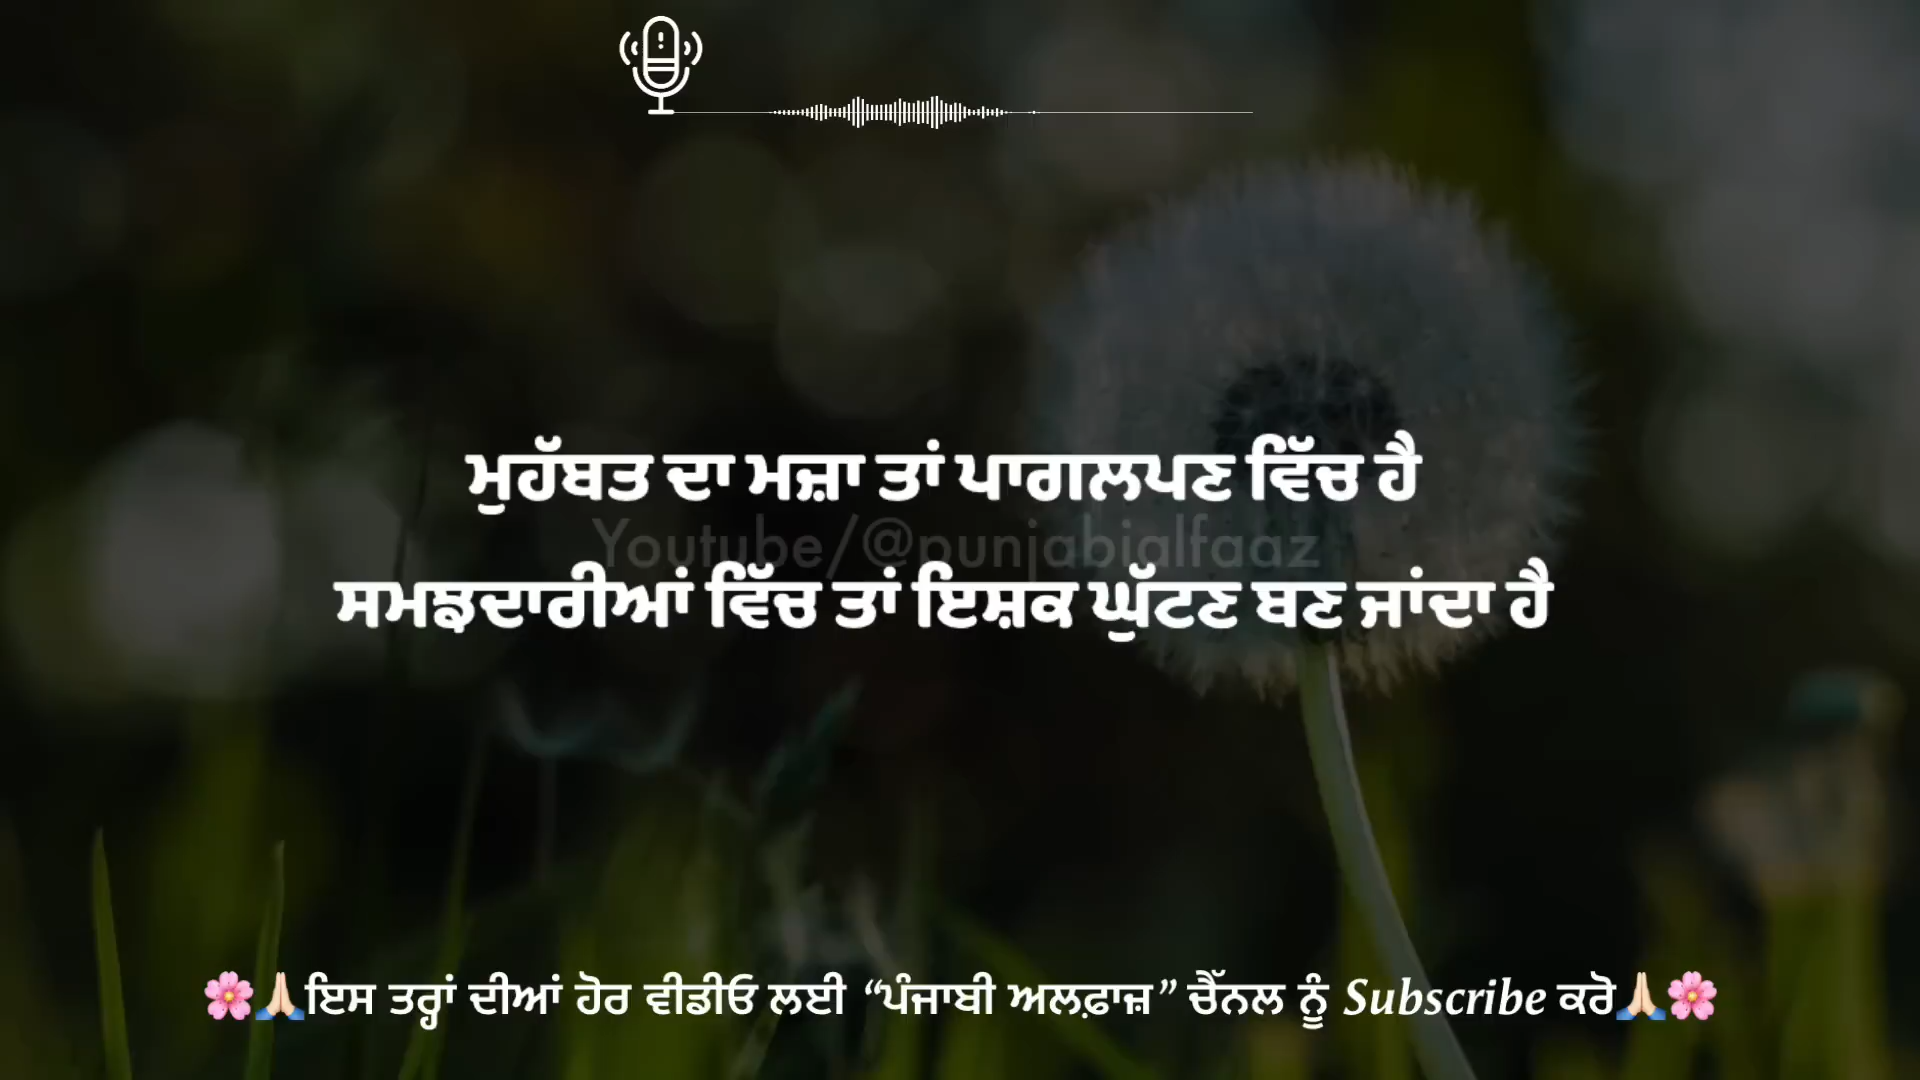 ਮੁਹੱਬਤ ਦਾ ਮਜ਼ਾ ਤਾਂ ਪਾਗਲਪਣ ਵਿੱਚ ਹੈ
Youtube/@punjabialfaaz
ਸਮਝਦਾਰੀਆਂ ਵਿੱਚ ਤਾਂ ਇਸ਼ਕ ਘੁੱਟਣ ਬਣ ਜਾਂਦਾ ਹੈ
🌸🙏🏻ਇਸ ਤਰ੍ਹਾਂ ਦੀਆਂ ਹੋਰ ਵੀਡੀਓ ਲਈ “ਪੰਜਾਬੀ ਅਲਫ਼ਾਜ਼” ਚੈੱਨਲ ਨੂੰ Subscribe ਕਰੋ🙏🏻🌸